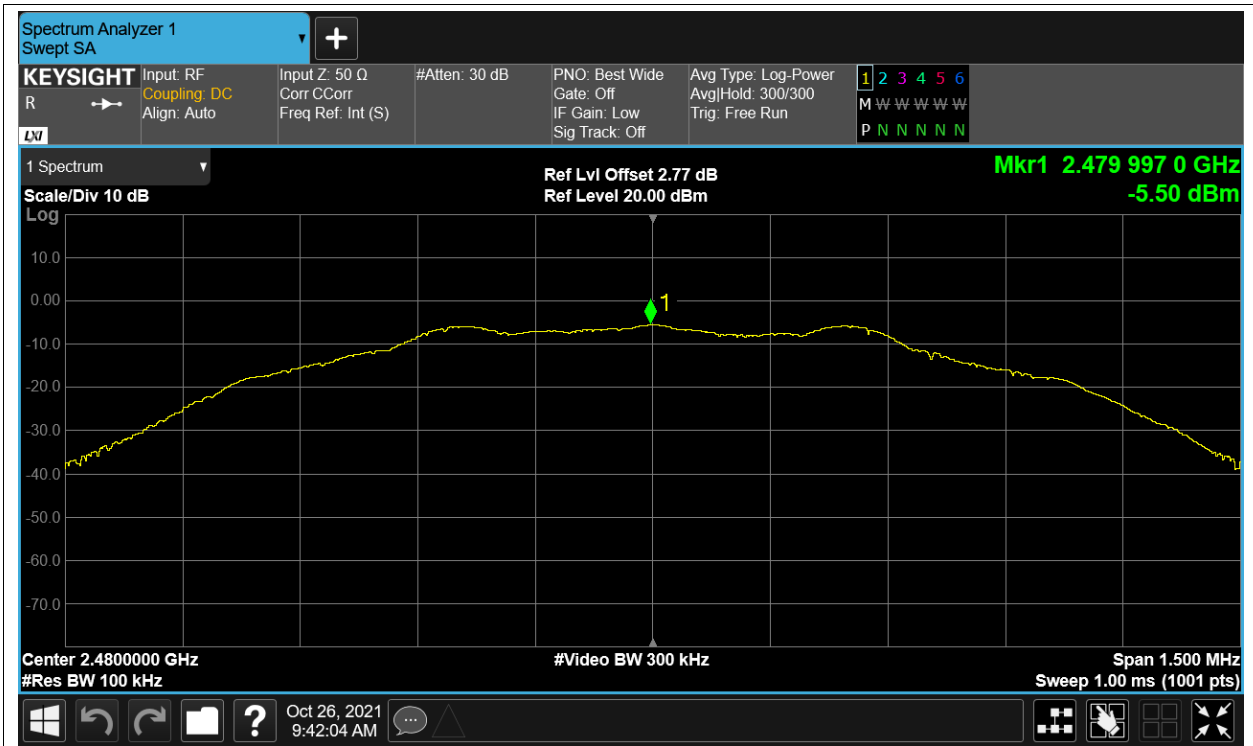 Spectrum Analyzer 1
Swept SA
KEYSIGHT
R
LXI
Input: RF
Coupling: DC
Align: Auto
Input Z: 50 Ω
Corr CCorr
Freq Ref: Int (S)
#Atten: 30 dB
PNO: Best Wide
Gate: Off
IF Gain: Low
Sig Track: Off
Avg Type: Log-Power
Avg|Hold: 300/300
Trig: Free Run
1 2 3 4 5 6
M W W W W W W
P N N N N N N
1 Spectrum
Scale/Div 10 dB
Log
Ref Lvl Offset 2.77 dB
Ref Level 20.00 dBm
Mkr1 2.479 997 0 GHz
-5.50 dBm
10.0
0.00
-10.0
-20.0
-30.0
-40.0
-50.0
-60.0
-70.0
1
Center 2.4800000 GHz
#Res BW 100 kHz
#Video BW 300 kHz
Span 1.500 MHz
Sweep 1.00 ms (1001 pts)
?
Oct 26, 2021
9:42:04 AM